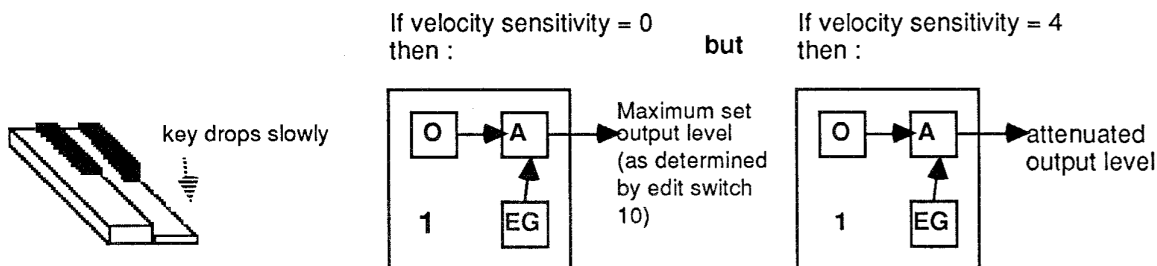 If velocity sensitivity = 0
then :
but
If velocity sensitivity = 4
then :
key drops slowly
O
A
EG
1
Maximum set
output level
(as determined
by edit switch
10)
O
A
EG
1
attenuated
output level